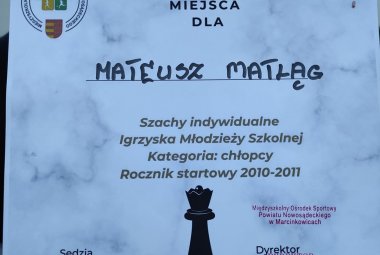 MIEJSCA
DLA
MATEUSZ MATLĄG
Szachy indywidualne
Igrzyska Młodzieży Szkolnej
Kategoria: chłopcy
Rocznik startowy 2010-2011
Międzyszkolny Ośrodek Sportowy
Powiatu Nowosądeckiego
w Marcinkowicach
Sędzia
Dyrektor